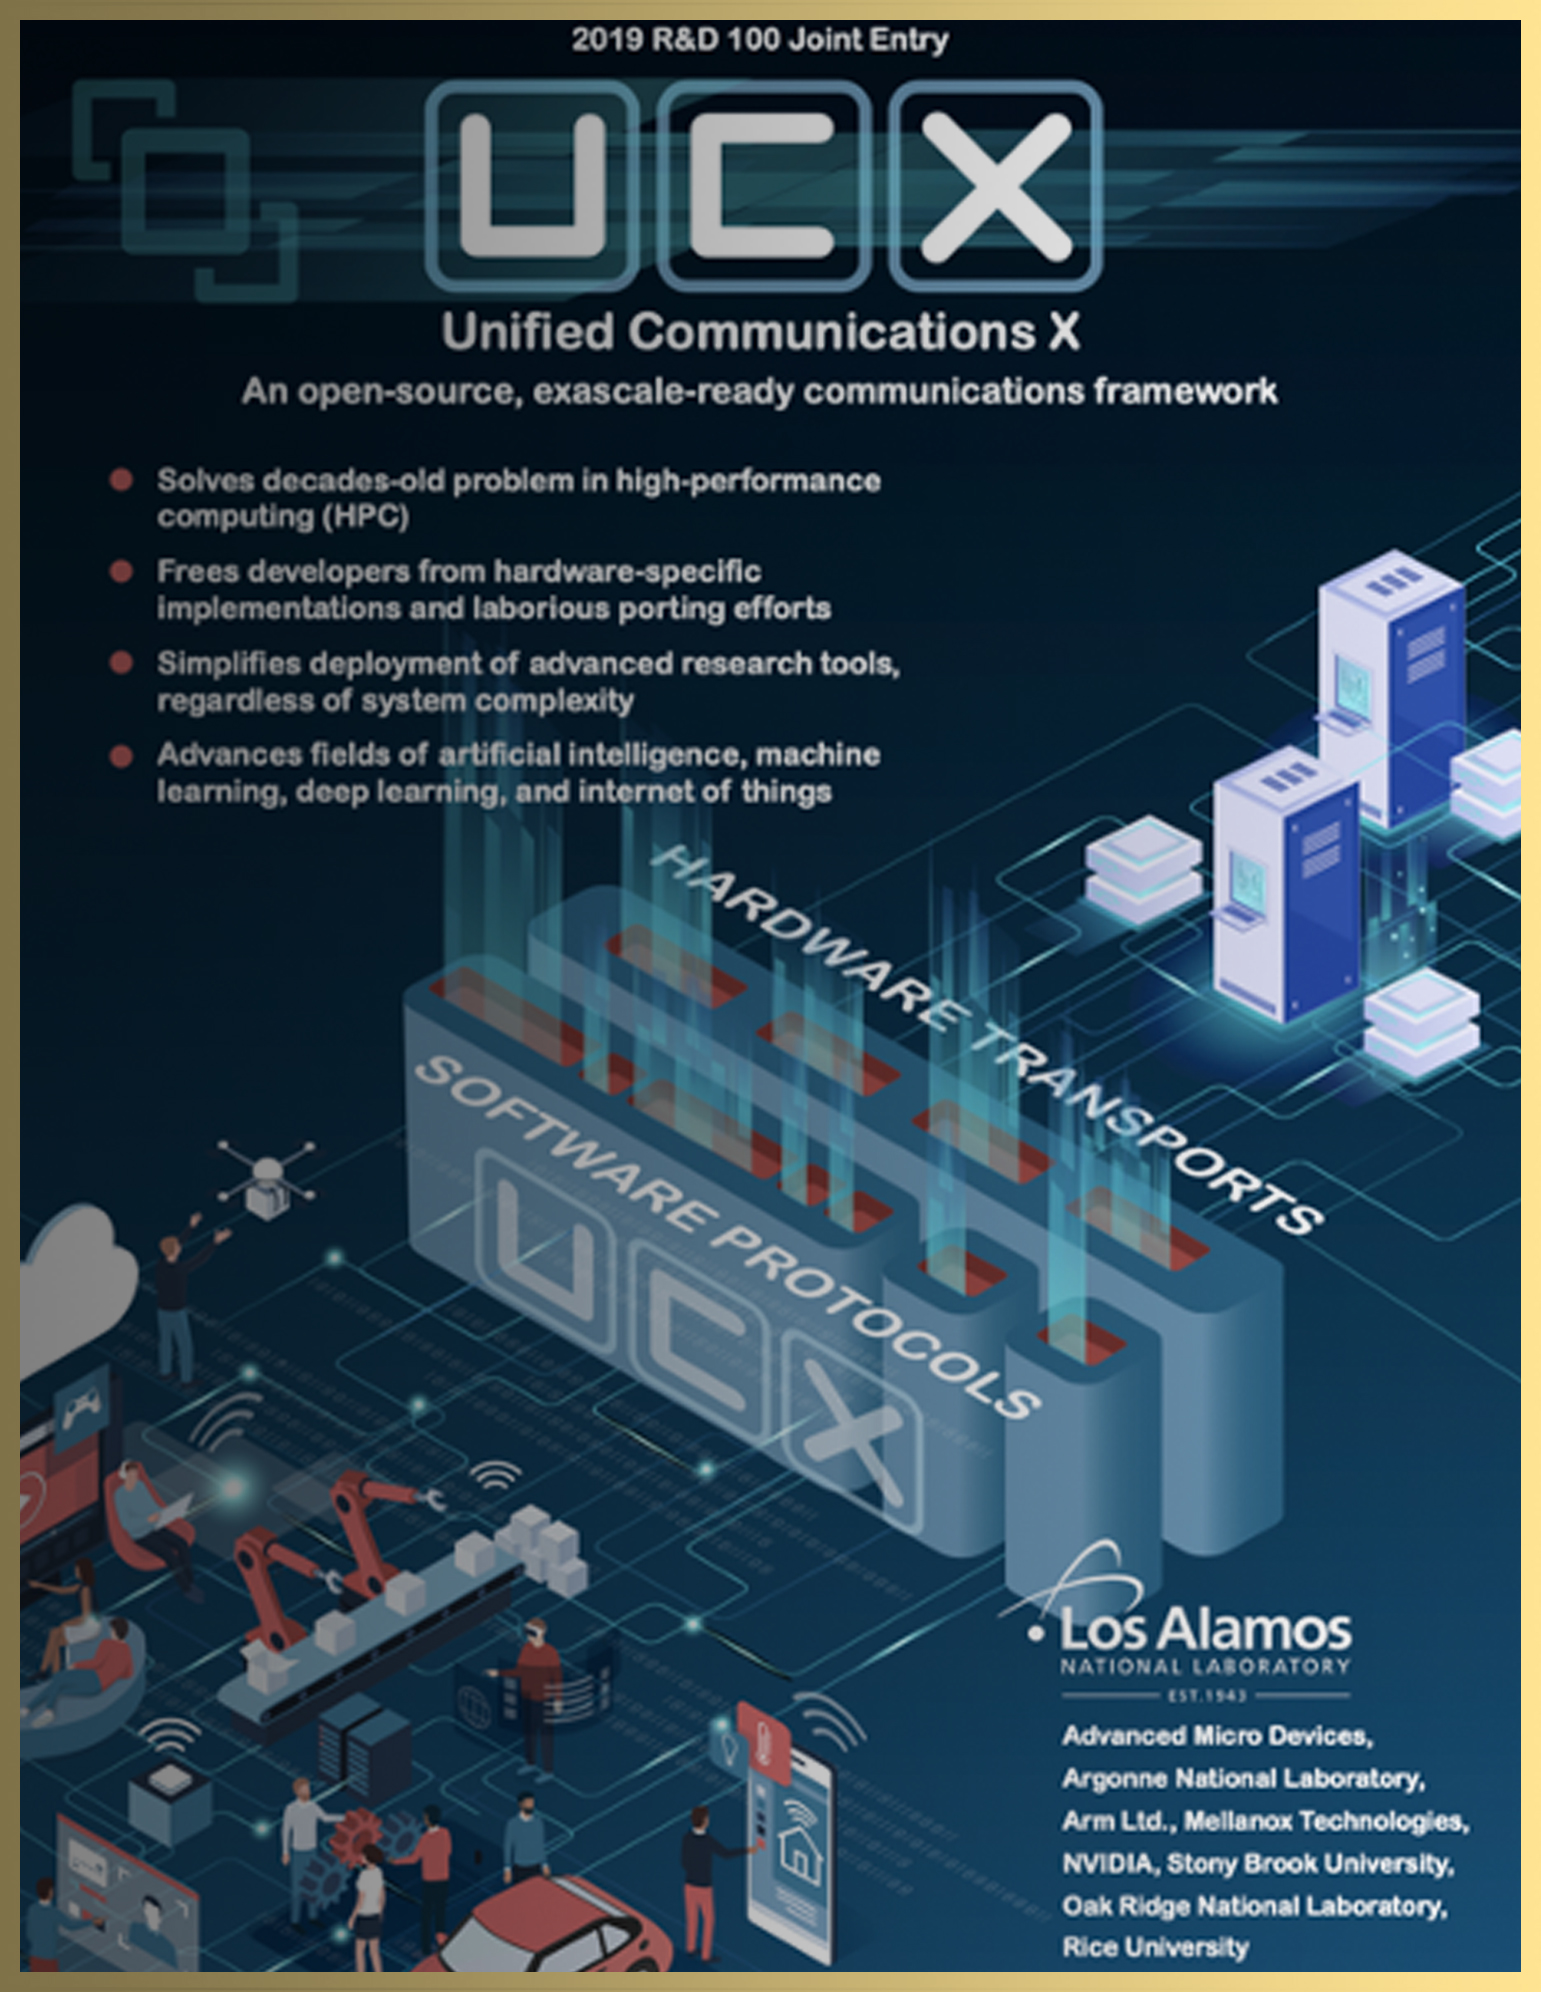 2019 R&D 100 Joint Entry
UCX
Unified Communications X
An open-source, exascale-ready communications framework
Solves decades-old problem in high-performance
computing (HPC)
Frees developers from hardware-specific
implementations and laborious porting efforts
Simplifies deployment of advanced research tools,
regardless of system complexity
Advances fields of artificial intelligence, machine
learning, deep learning, and internet of things
HARDWARE TRANSPORTS
SOFTWARE PROTOCOLS
UCX
Los Alamos
NATIONAL LABORATORY
EST.1943
Advanced Micro Devices,
Argonne National Laboratory,
Arm Ltd., Mellanox Technologies,
NVIDIA, Stony Brook University,
Oak Ridge National Laboratory,
Rice University